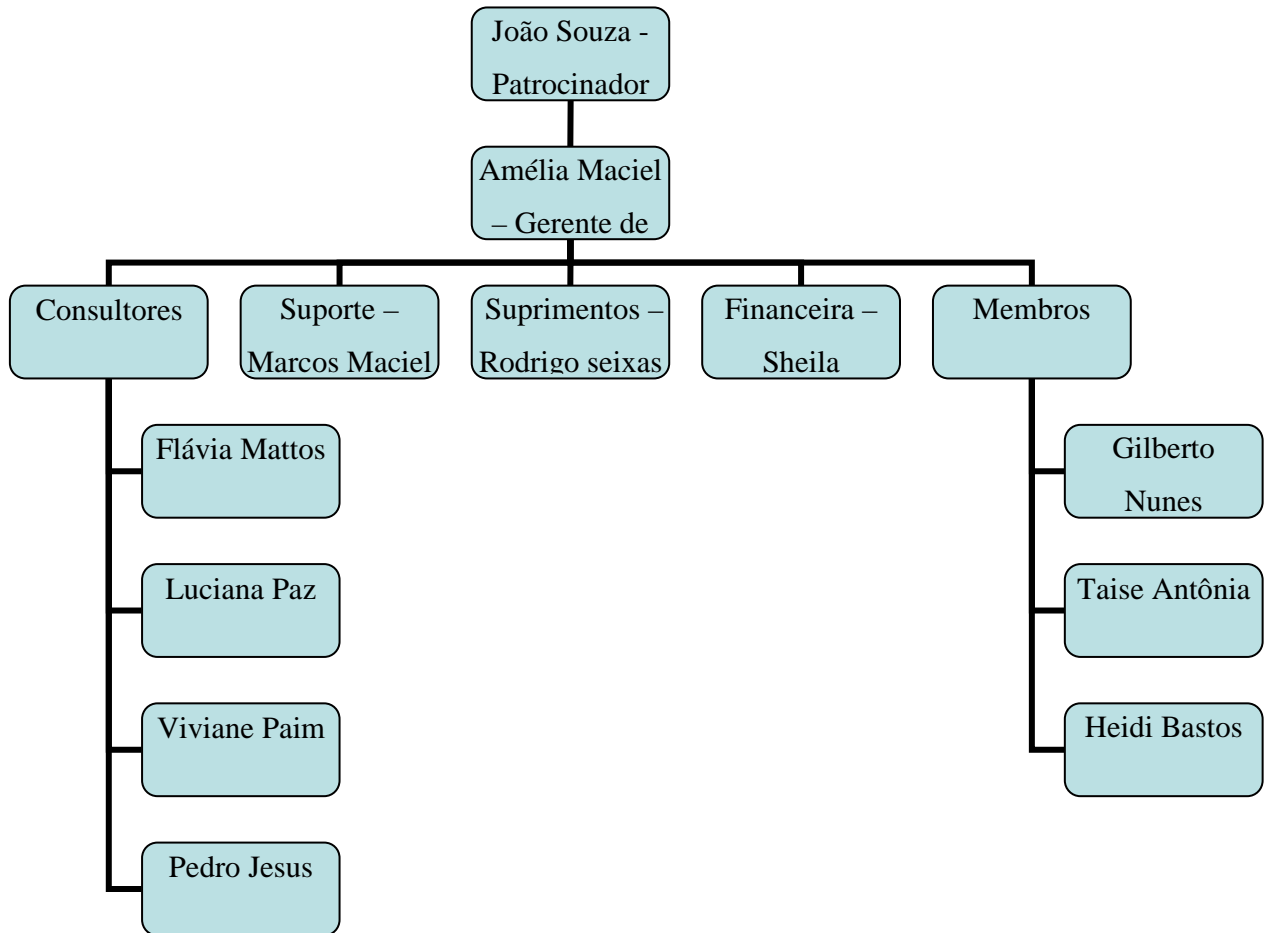 João Souza -
Patrocinador
Amélia Maciel
– Gerente de
Consultores
Suporte –
Marcos Maciel
Suprimentos –
Rodrigo seixas
Financeira –
Sheila
Membros
Flávia Mattos
Luciana Paz
Viviane Paim
Pedro Jesus
Gilberto
Nunes
Taise Antônia
Heidi Bastos